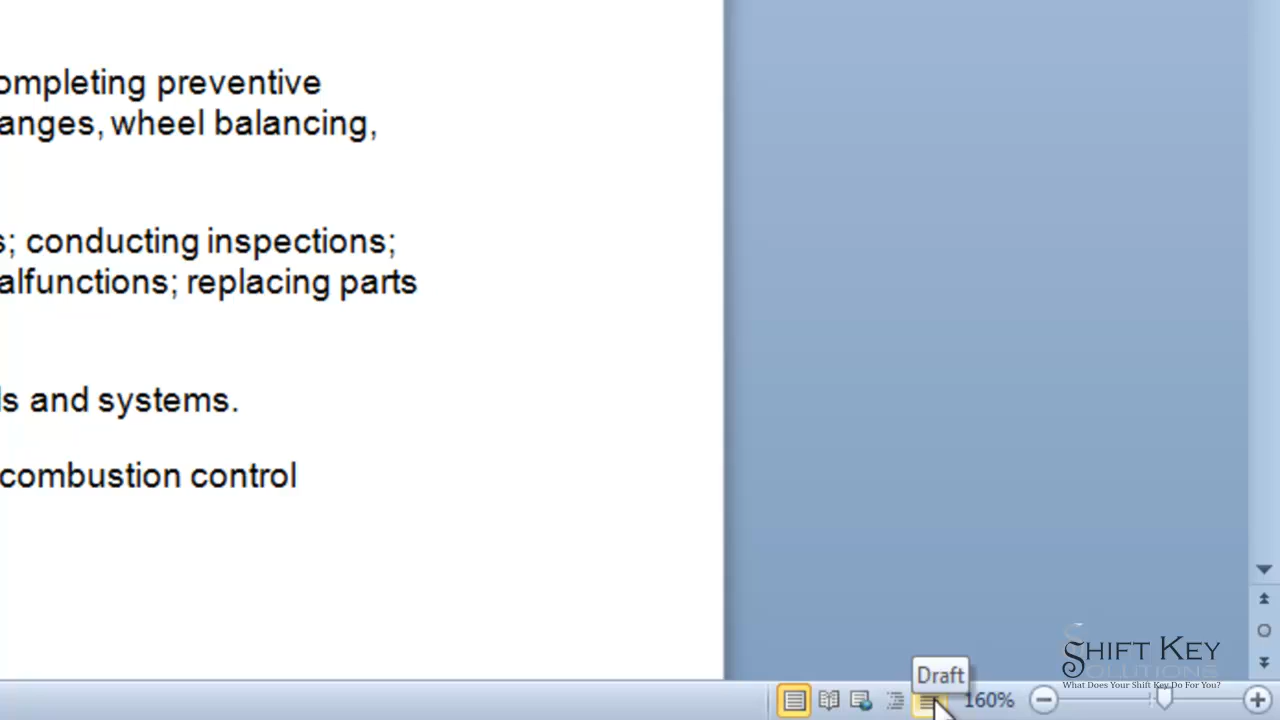 ompleting preventive
anges, wheel balancing,
s; conducting inspections;
alfunctions; replacing parts
ls and systems.
combustion control
Draft
160%
SHIFT KEY
SOLUTIONS
What Does Your Shift Key Do For You?